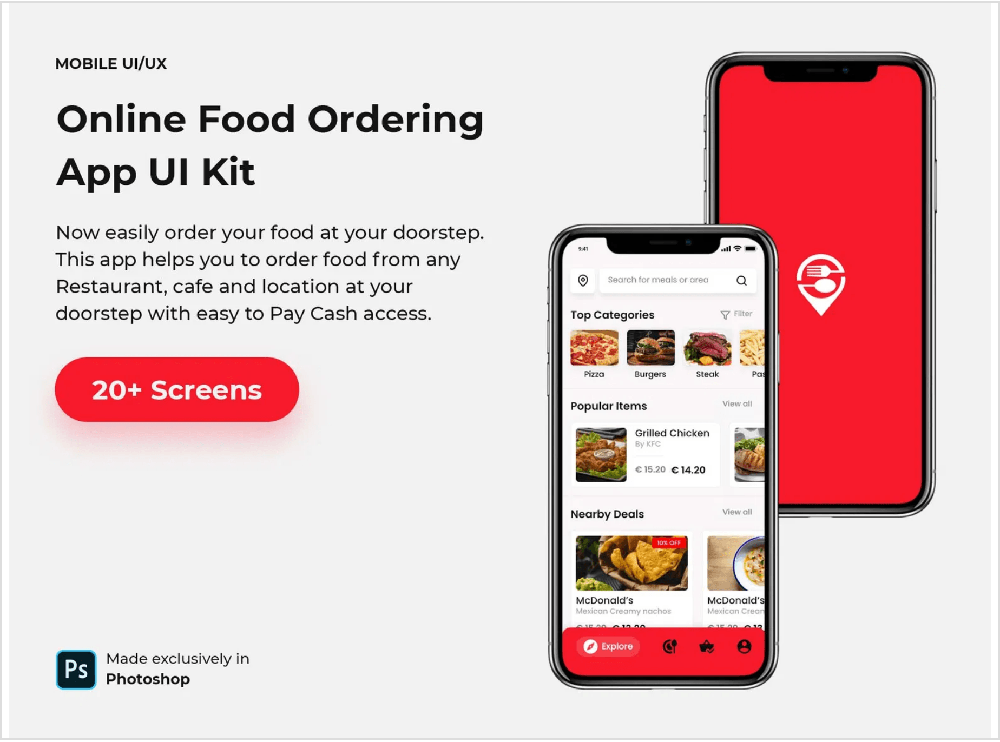 MOBILE UI/UX
Online Food Ordering
App UI Kit
Now easily order your food at your doorstep.
This app helps you to order food from any
Restaurant, cafe and location at your
doorstep with easy to Pay Cash access.
20+ Screens
Ps
Made exclusively in
Photoshop
9:41
Search for meals or area
Top Categories
Filter
Pizza
Burgers
Steak
Pas
Popular Items
View all
Grilled Chicken
By KFC
€ 15.20 € 14.20
Nearby Deals
View all
10% OFF
McDonald's
Mexican Creamy nachos
McDonald's
Mexican Crean
Explore